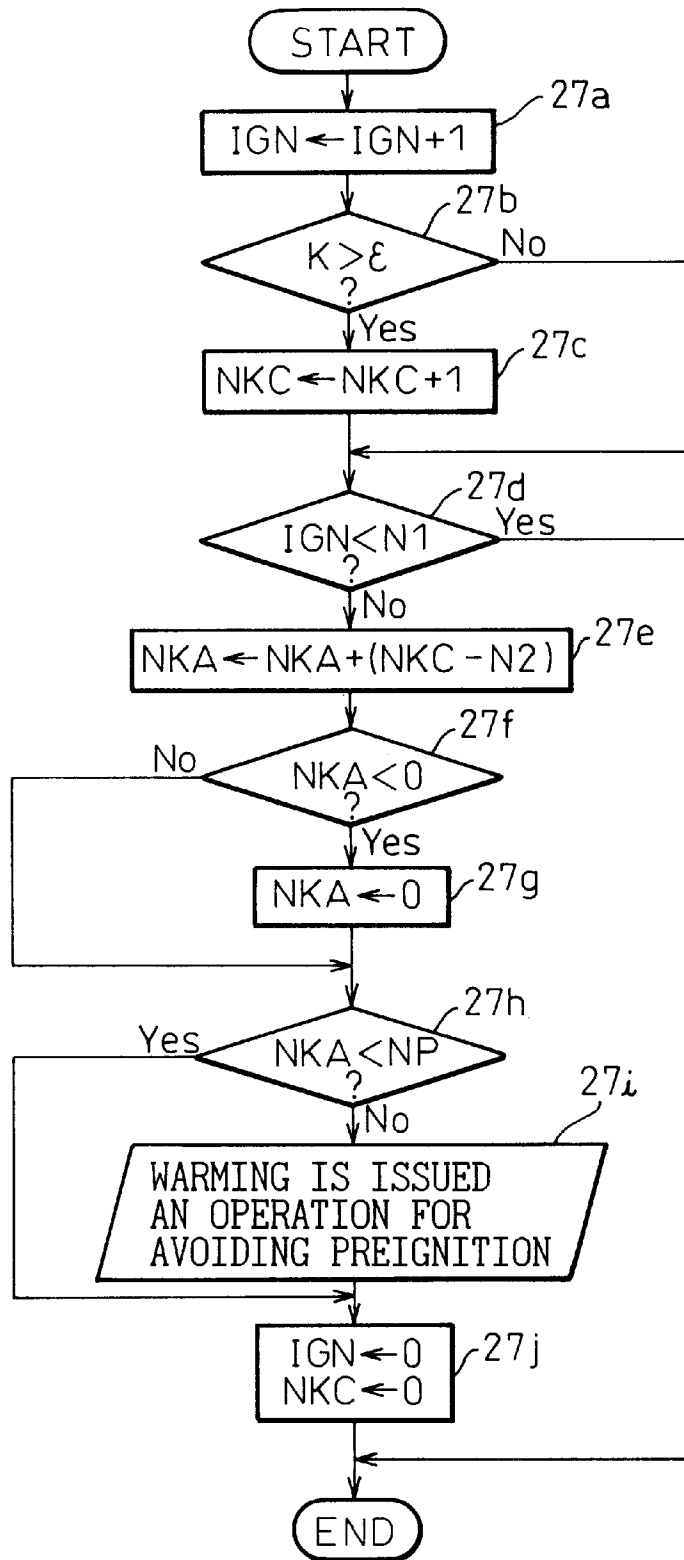 START
27a
IGN←IGN+1
27b
K>ε
?
No
Yes
27c
NKC←NKC+1
27d
IGN<N1
?
Yes
No
27e
NKA←NKA+(NKC-N2)
27f
No
NKA<0
?
Yes
27g
NKA←0
27h
Yes
NKA<NP
?
No
27i
WARMING IS ISSUED
AN OPERATION FOR
AVOIDING PREIGNITION
IGN←0
NKC←0
27j
END